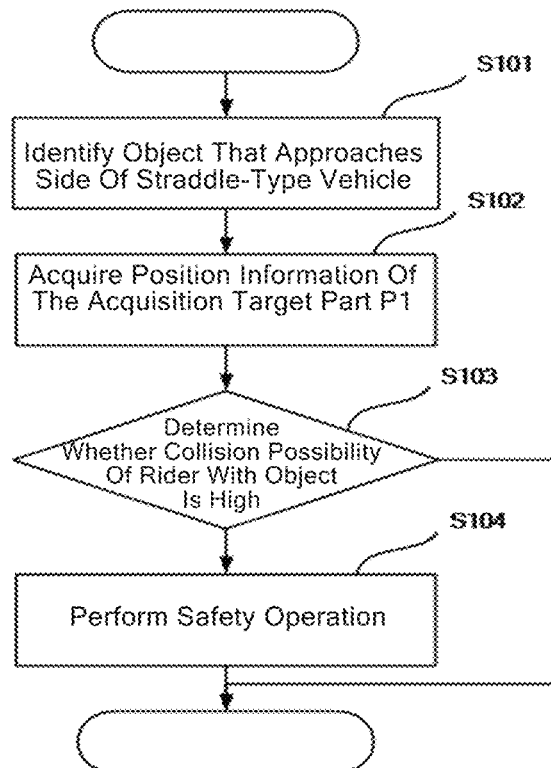 S101
Identify Object That Approaches
Side Of Straddle-Type Vehicle
S102
Acquire Position Information Of
The Acquisition Target Part P1
S103
Determine
Whether Collision Possibility
Of Rider With Object
Is High
S104
Perform Safety Operation